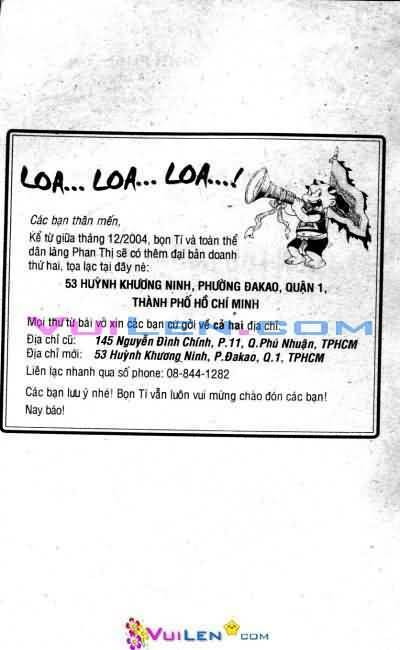 LOA... LOA... LOA...!
Các bạn thân mến,
Kể từ giữa tháng 12/2004, bọn Tí và toàn thể
dân làng Phan Thị sẽ có thêm đại bản doanh
thứ hai, tọa lạc tại đây nè:
53 HUỲNH KHƯƠNG NINH, PHƯỜNG ĐAKAO, QUẬN 1,
THÀNH PHỐ HỒ CHÍ MINH
Mọi thư từ bài vở xin các bạn cứ gởi về cả hai địa chỉ:
VUILEN.COM
Địa chỉ cũ: 145 Nguyễn Đình Chính, P.11, Q.Phú Nhuận, TPHCM
Địa chỉ mới: 53 Huỳnh Khương Ninh, P.Đakao, Q.1, TPHCM
Liên lạc nhanh qua số phone: 08-844-1282
Các bạn lưu ý nhé! Bọn Tí vẫn luôn vui mừng chào đón các bạn!
Nay báo!
VUILEN.COM